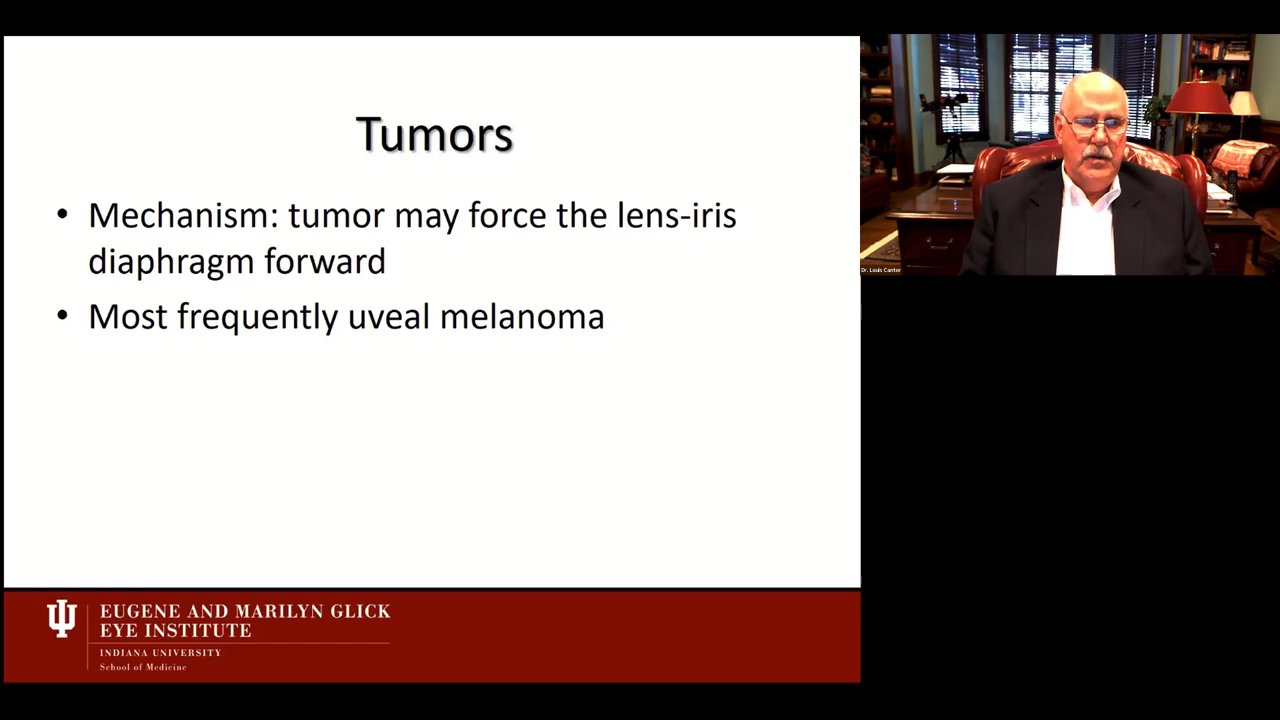 Tumors
• Mechanism: tumor may force the lens-iris
diaphragm forward
• Most frequently uveal melanoma
EUGENE AND MARILYN GLICK
EYE INSTITUTE
INDIANA UNIVERSITY
School of Medicine
Dr. Louis Cantor